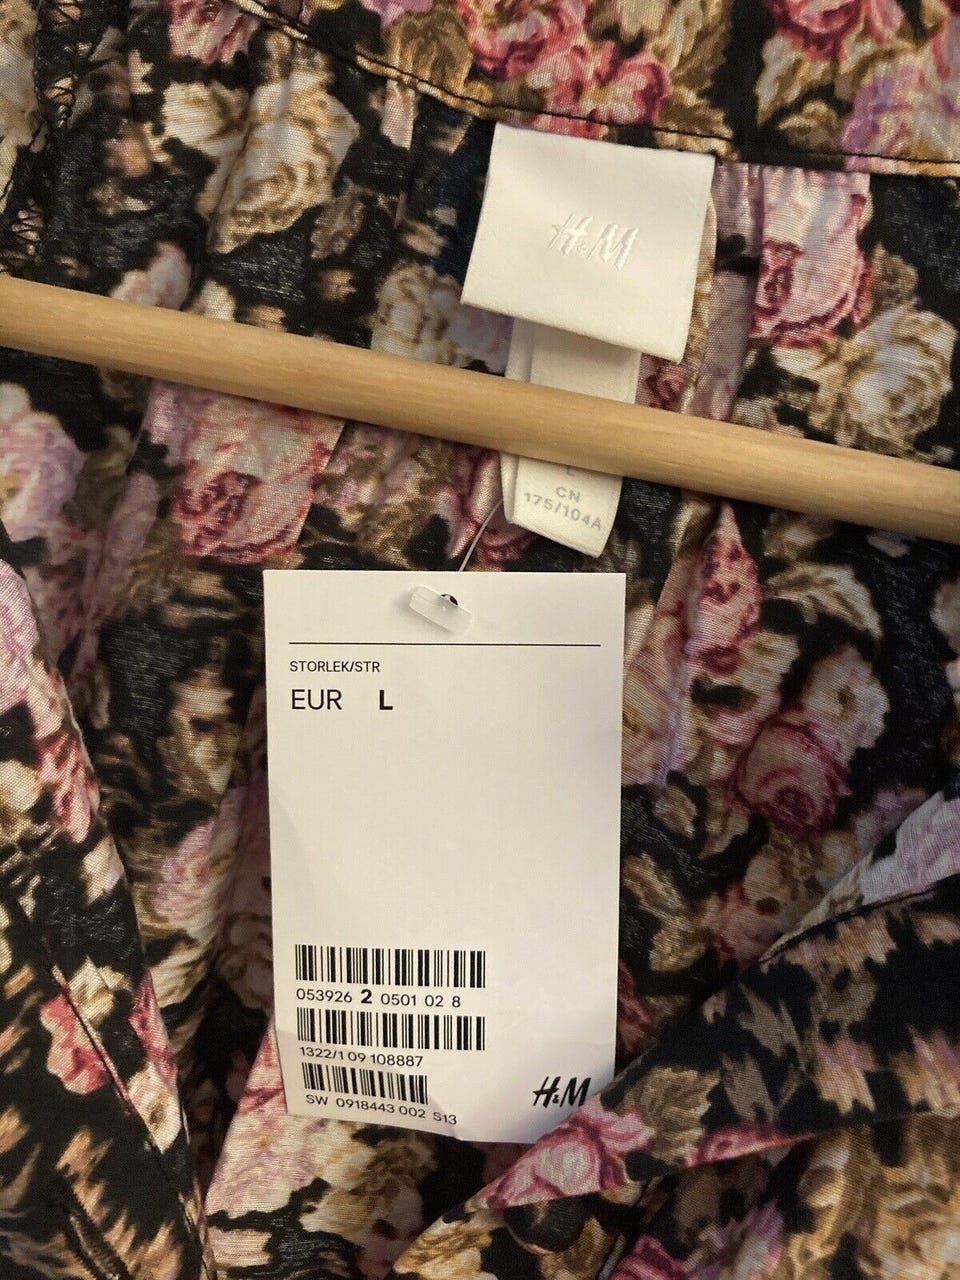 H&M
CN
175/104A
STORLEK/STR
EUR L
053926 2 0501 02 8
1322/1 09 108887
SW 0918443 002 S13
H&M